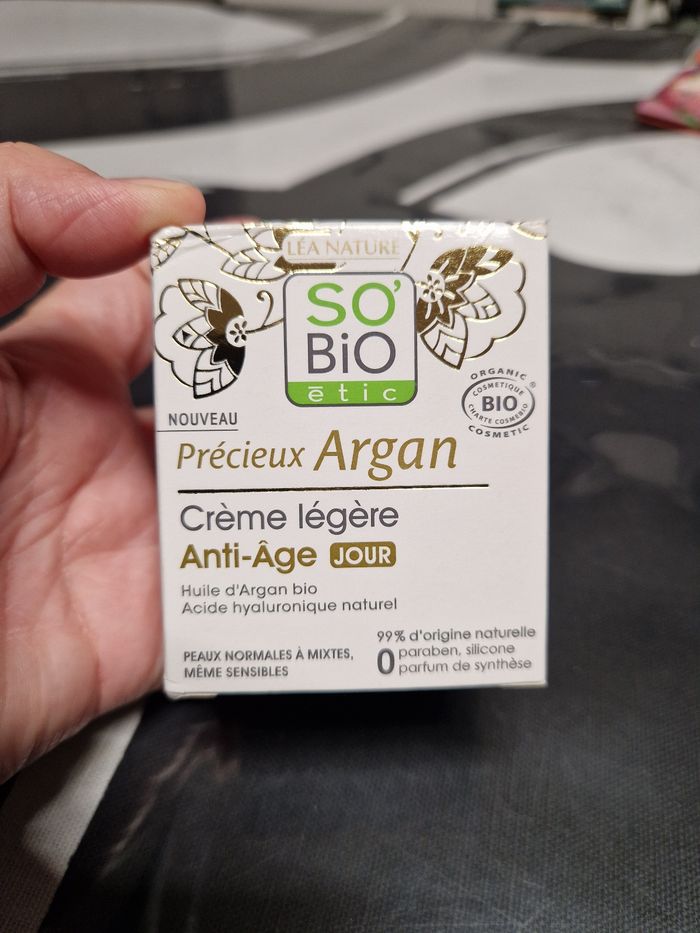 LÉA NATURE
SO'
BiO
ētic
ORGANIC
COSMETIQUE
BIO
CHARTE COSMEBIO
COSMETIC
®
NOUVEAU
Précieux Argan
Crème légère
Anti-Âge JOUR
Huile d'Argan bio
Acide hyaluronique naturel
PEAUX NORMALES À MIXTES,
MÊME SENSIBLES
99% d'origine naturelle
0 paraben, silicone
parfum de synthèse